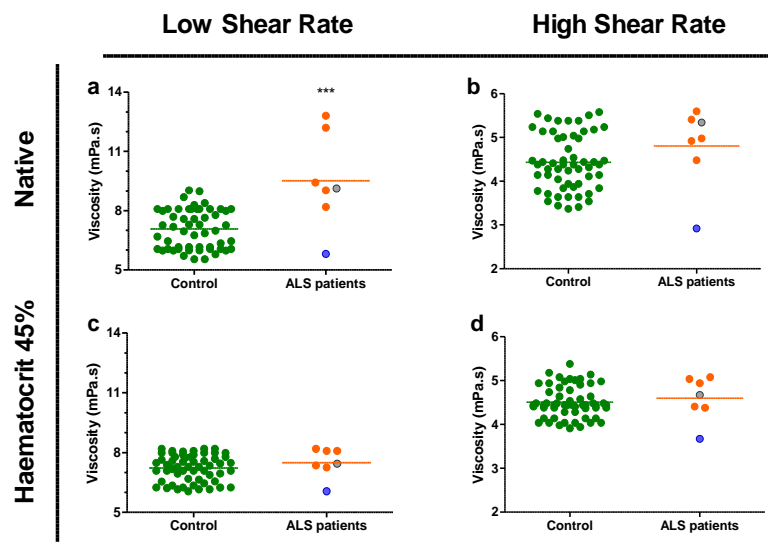 Low Shear Rate
High Shear Rate
Native
Haematocrit 45%
a
***
Viscosity (mPa.s)
14
11
8
5
Control
ALS patients
b
Viscosity (mPa.s)
6
5
4
3
2
Control
ALS patients
c
Viscosity (mPa.s)
14
11
8
5
Control
ALS patients
d
Viscosity (mPa.s)
6
5
4
3
2
Control
ALS patients